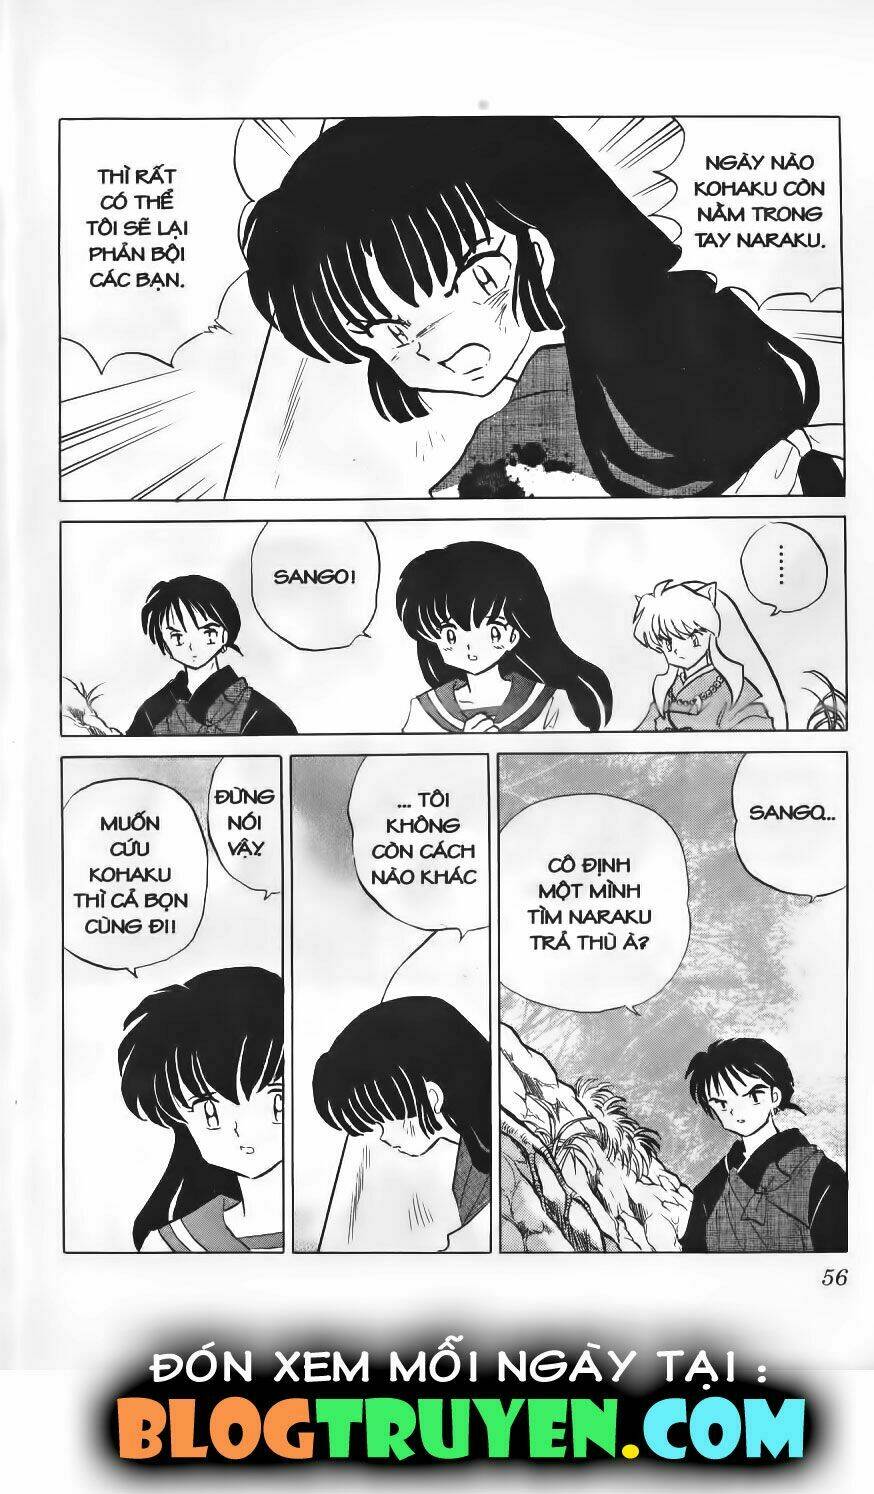 NGÀY NÀO
KOHAKU CÒN
NẰM TRONG
TAY NARAKU.
THÌ RẤT
CÓ THỂ
TÔI SẼ LẠI
PHẢN BỘI
CÁC BẠN.
......
SANGO!
SANGO...
CÔ ĐỊNH
MỘT MÌNH
TÌM NARAKU
TRẢ THÙ À?
... TÔI
KHÔNG
CÒN CÁCH
NÀO KHÁC
ĐỪNG
NÓI
VẬY.
MUỐN
CỨU
KOHAKU
THÌ CẢ BỌN
CÙNG ĐI!
56
ĐÓN XEM MỖI NGÀY TẠI :
BLOGTRUYEN.COM